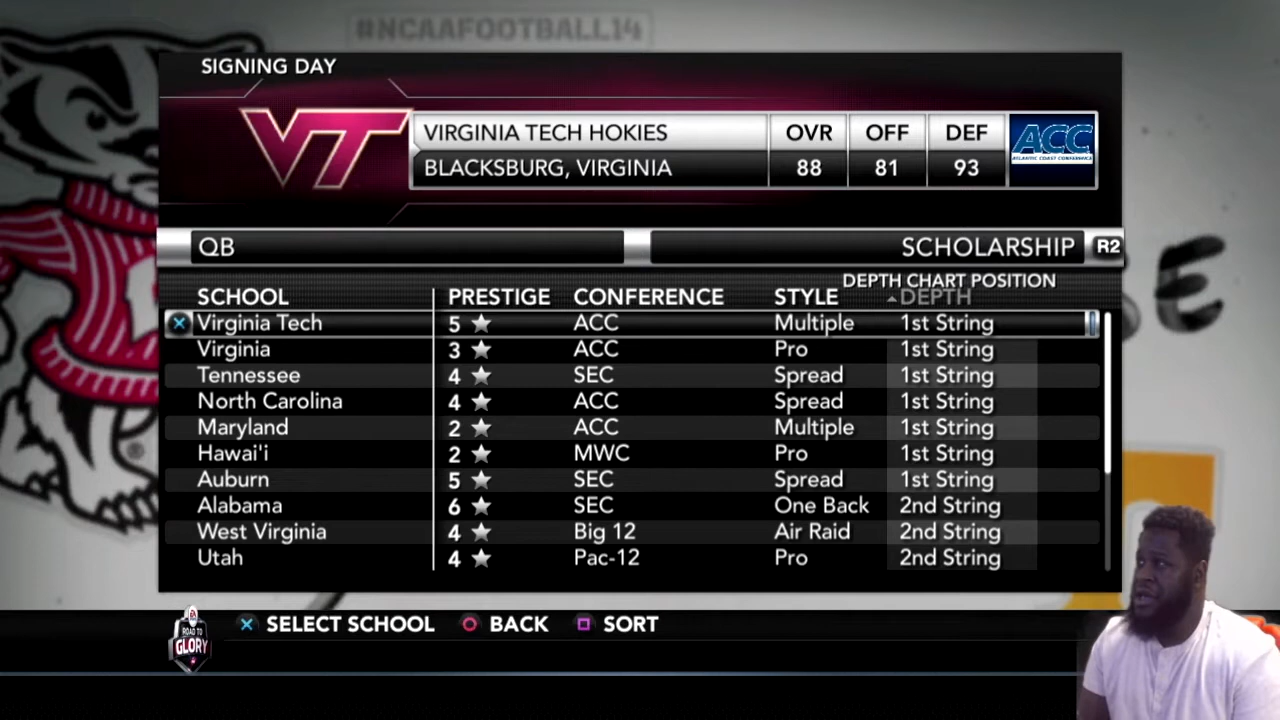 #NCAAFOOTBALL14
SIGNING DAY
VT
VIRGINIA TECH HOKIES OVR OFF DEF ACC
BLACKSBURG, VIRGINIA 88 81 93 ATLANTIC COAST CONFERENCE
QB SCHOLARSHIP R2
DEPTH CHART POSITION
SCHOOL PRESTIGE CONFERENCE STYLE DEPTH
Virginia Tech 5 ACC Multiple 1st String
Virginia 3 ACC Pro 1st String
Tennessee 4 SEC Spread 1st String
North Carolina 4 ACC Spread 1st String
Maryland 2 ACC Multiple 1st String
Hawai'i 2 MWC Pro 1st String
Auburn 5 SEC Spread 1st String
Alabama 6 SEC One Back 2nd String
West Virginia 4 Big 12 Air Raid 2nd String
Utah 4 Pac-12 Pro 2nd String
EA ROAD TO GLORY
SELECT SCHOOL BACK SORT